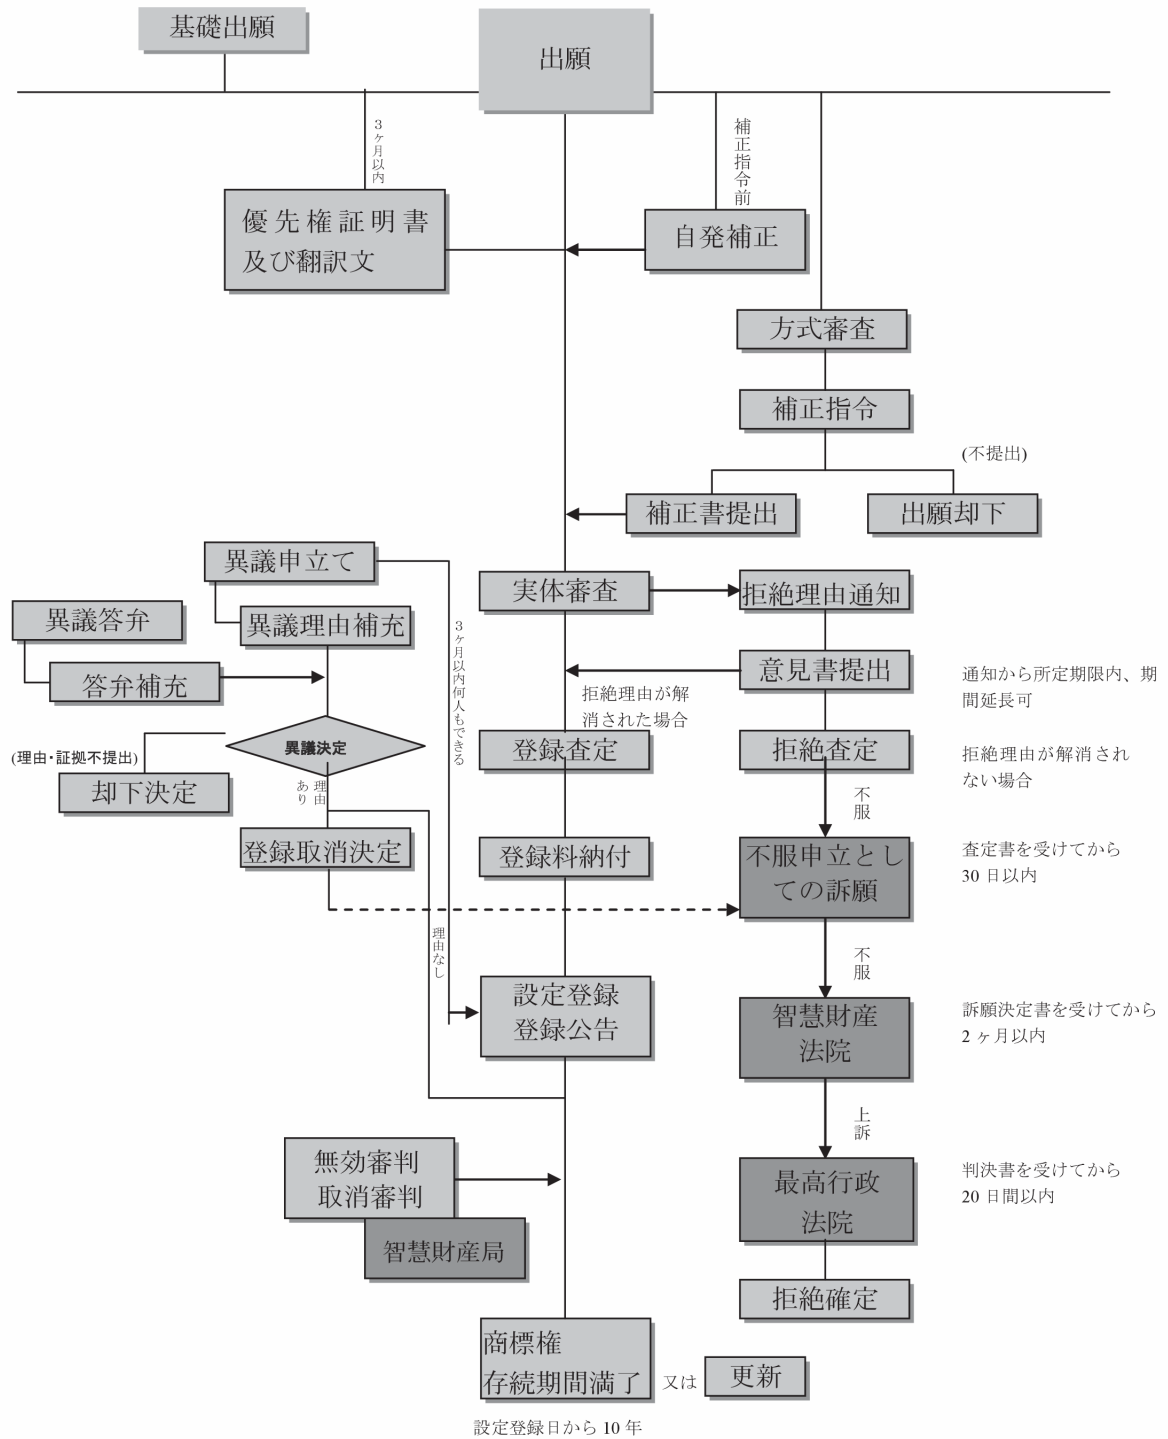 基礎出願
出願
3ヶ月以内
補正指令前
優先権証明書
及び翻訳文
自発補正
方式審査
補正指令
(不提出)
補正書提出
出願却下
異議申立て
異議理由補充
異議答弁
答弁補充
3ヶ月以内何人もできる
実体審査
拒絶理由通知
意見書提出
通知から所定期限内、期
間延長可
拒絶理由が解
消された場合
登録査定
拒絶査定
拒絶理由が解消され
ない場合
異議決定
(理由・証拠不提出)
却下決定
理由
あり
登録取消決定
登録料納付
不服
不服申立とし
ての訴願
査定書を受けてから
30 日以内
理由なし
不服
設定登録
登録公告
智慧財産
法院
訴願決定書を受けてから
2 ヶ月以内
上訴
無効審判
取消審判
智慧財産局
最高行政
法院
判決書を受けてから
20 日間以内
拒絶確定
商標権
存続期間満了
又は
更新
設定登録日から 10 年